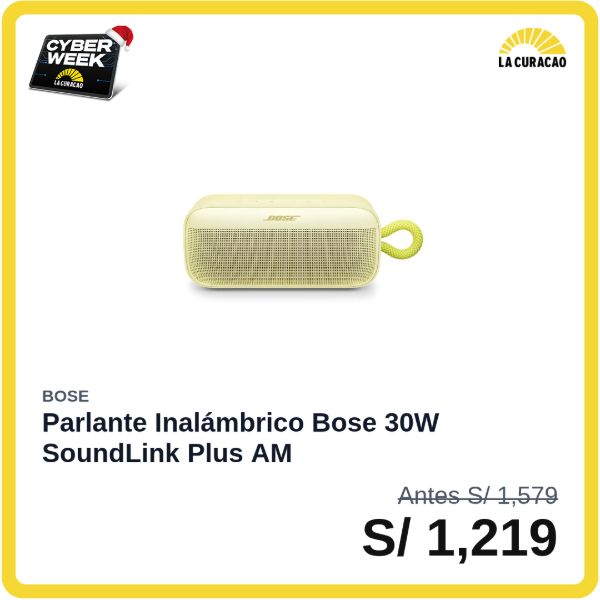 CYBER
WEEK
LA CURACAO
LA CURACAO
BOSE
BOSE
Parlante Inalámbrico Bose 30W
SoundLink Plus AM
Antes S/ 1,579
S/ 1,219